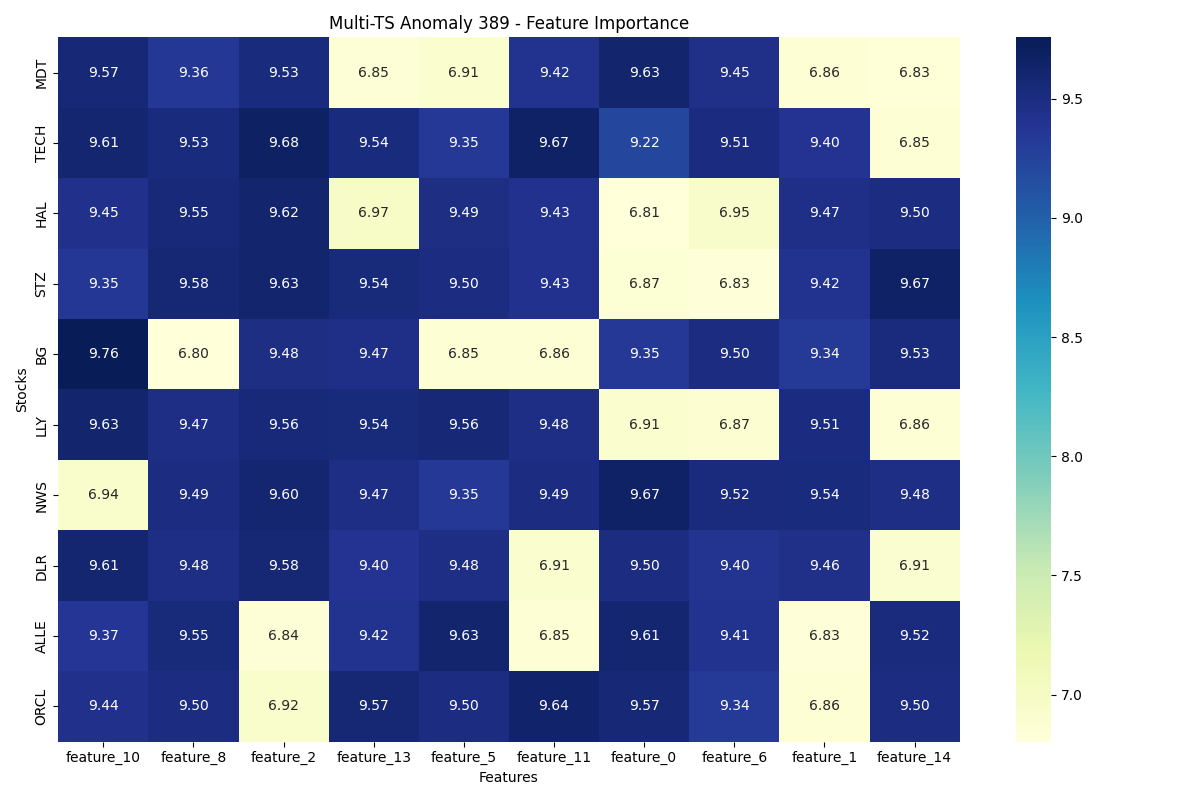 Multi-TS Anomaly 389 - Feature Importance
MDT 9.57 9.36 9.53 6.85 6.91 9.42 9.63 9.45 6.86 6.83
TECH 9.61 9.53 9.68 9.54 9.35 9.67 9.22 9.51 9.40 6.85
HAL 9.45 9.55 9.62 6.97 9.49 9.43 6.81 6.95 9.47 9.50
STZ 9.35 9.58 9.63 9.54 9.50 9.43 6.87 6.83 9.42 9.67
BG 9.76 6.80 9.48 9.47 6.85 6.86 9.35 9.50 9.34 9.53
LLY 9.63 9.47 9.56 9.54 9.56 9.48 6.91 6.87 9.51 6.86
NWS 6.94 9.49 9.60 9.47 9.35 9.49 9.67 9.52 9.54 9.48
DLR 9.61 9.48 9.58 9.40 9.48 6.91 9.50 9.40 9.46 6.91
ALLE 9.37 9.55 6.84 9.42 9.63 6.85 9.61 9.41 6.83 9.52
ORCL 9.44 9.50 6.92 9.57 9.50 9.64 9.57 9.34 6.86 9.50
feature_10 feature_8 feature_2 feature_13 feature_5 feature_11 feature_0 feature_6 feature_1 feature_14
Features
Stocks
9.5
9.0
8.5
8.0
7.5
7.0